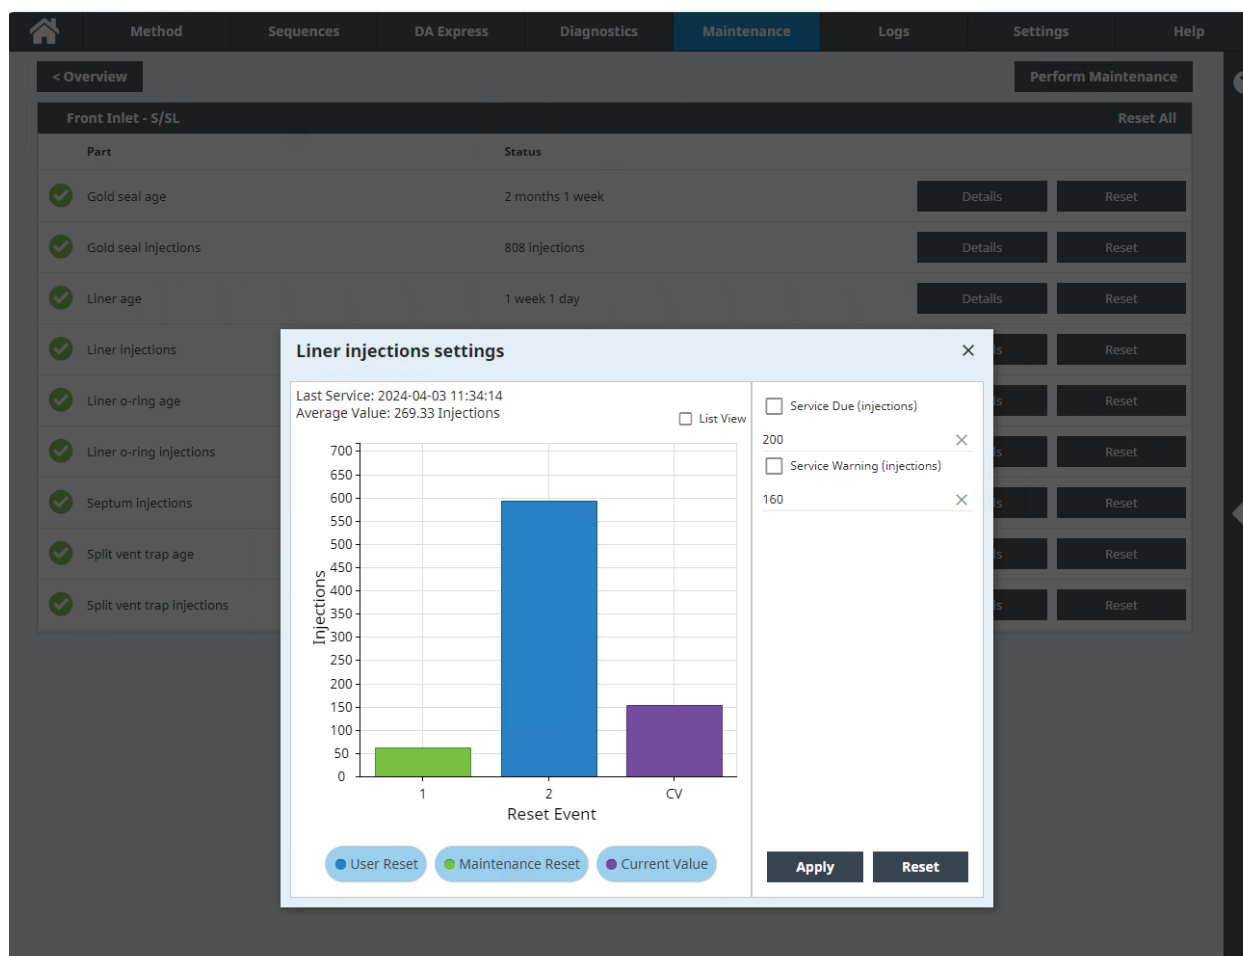 Method Sequences DA Express Diagnostics Maintenance Logs Settings Help
< Overview Perform Maintenance
Front Inlet - S/SL Reset All
Part Status
Gold seal age 2 months 1 week Details Reset
Gold seal injections 808 injections Details Reset
Liner age 1 week 1 day Details Reset
Liner injections ls Reset
Liner o-ring age ls Reset
Liner o-ring injections ls Reset
Septum injections ls Reset
Split vent trap age ls Reset
Split vent trap injections ls Reset
Liner injections settings
Last Service: 2024-04-03 11:34:14
Average Value: 269.33 Injections
List View
700
650
600
550
500
450
400
350
300
250
200
150
100
50
0
Injections
1 2 CV
Reset Event
User Reset Maintenance Reset Current Value
Service Due (injections)
200
Service Warning (injections)
160
Apply Reset